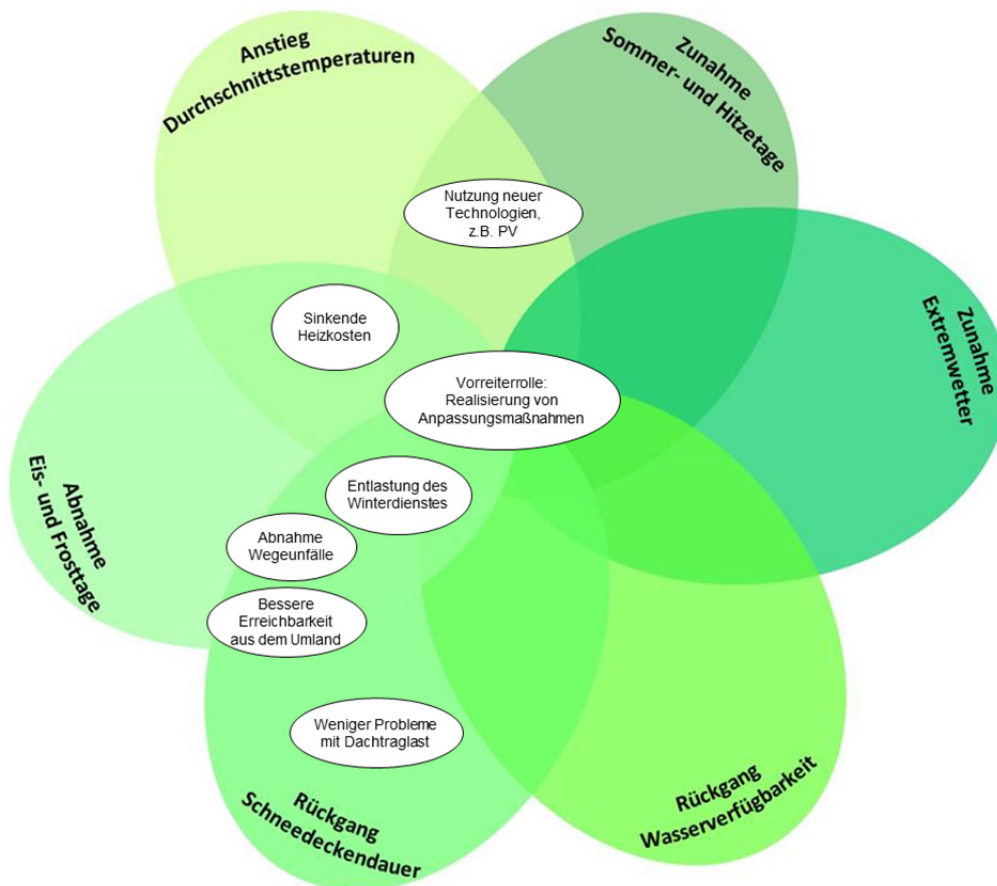 Anstieg
Durchschnittstemperaturen
Zunahme
Sommer- und Hitzetage
Nutzung neuer
Technologien,
z.B. PV
Zunahme
Extremwetter
Sinkende
Heizkosten
Vorreiterrolle:
Realisierung von
Anpassungsmaßnahmen
Abnahme
Eis- und Frosttage
Entlastung des
Winterdienstes
Abnahme
Wegeunfälle
Bessere
Erreichbarkeit
aus dem Umland
Weniger Probleme
mit Dachtraglast
Rückgang
Schneedeckendauer
Rückgang
Wasserverfügbarkeit